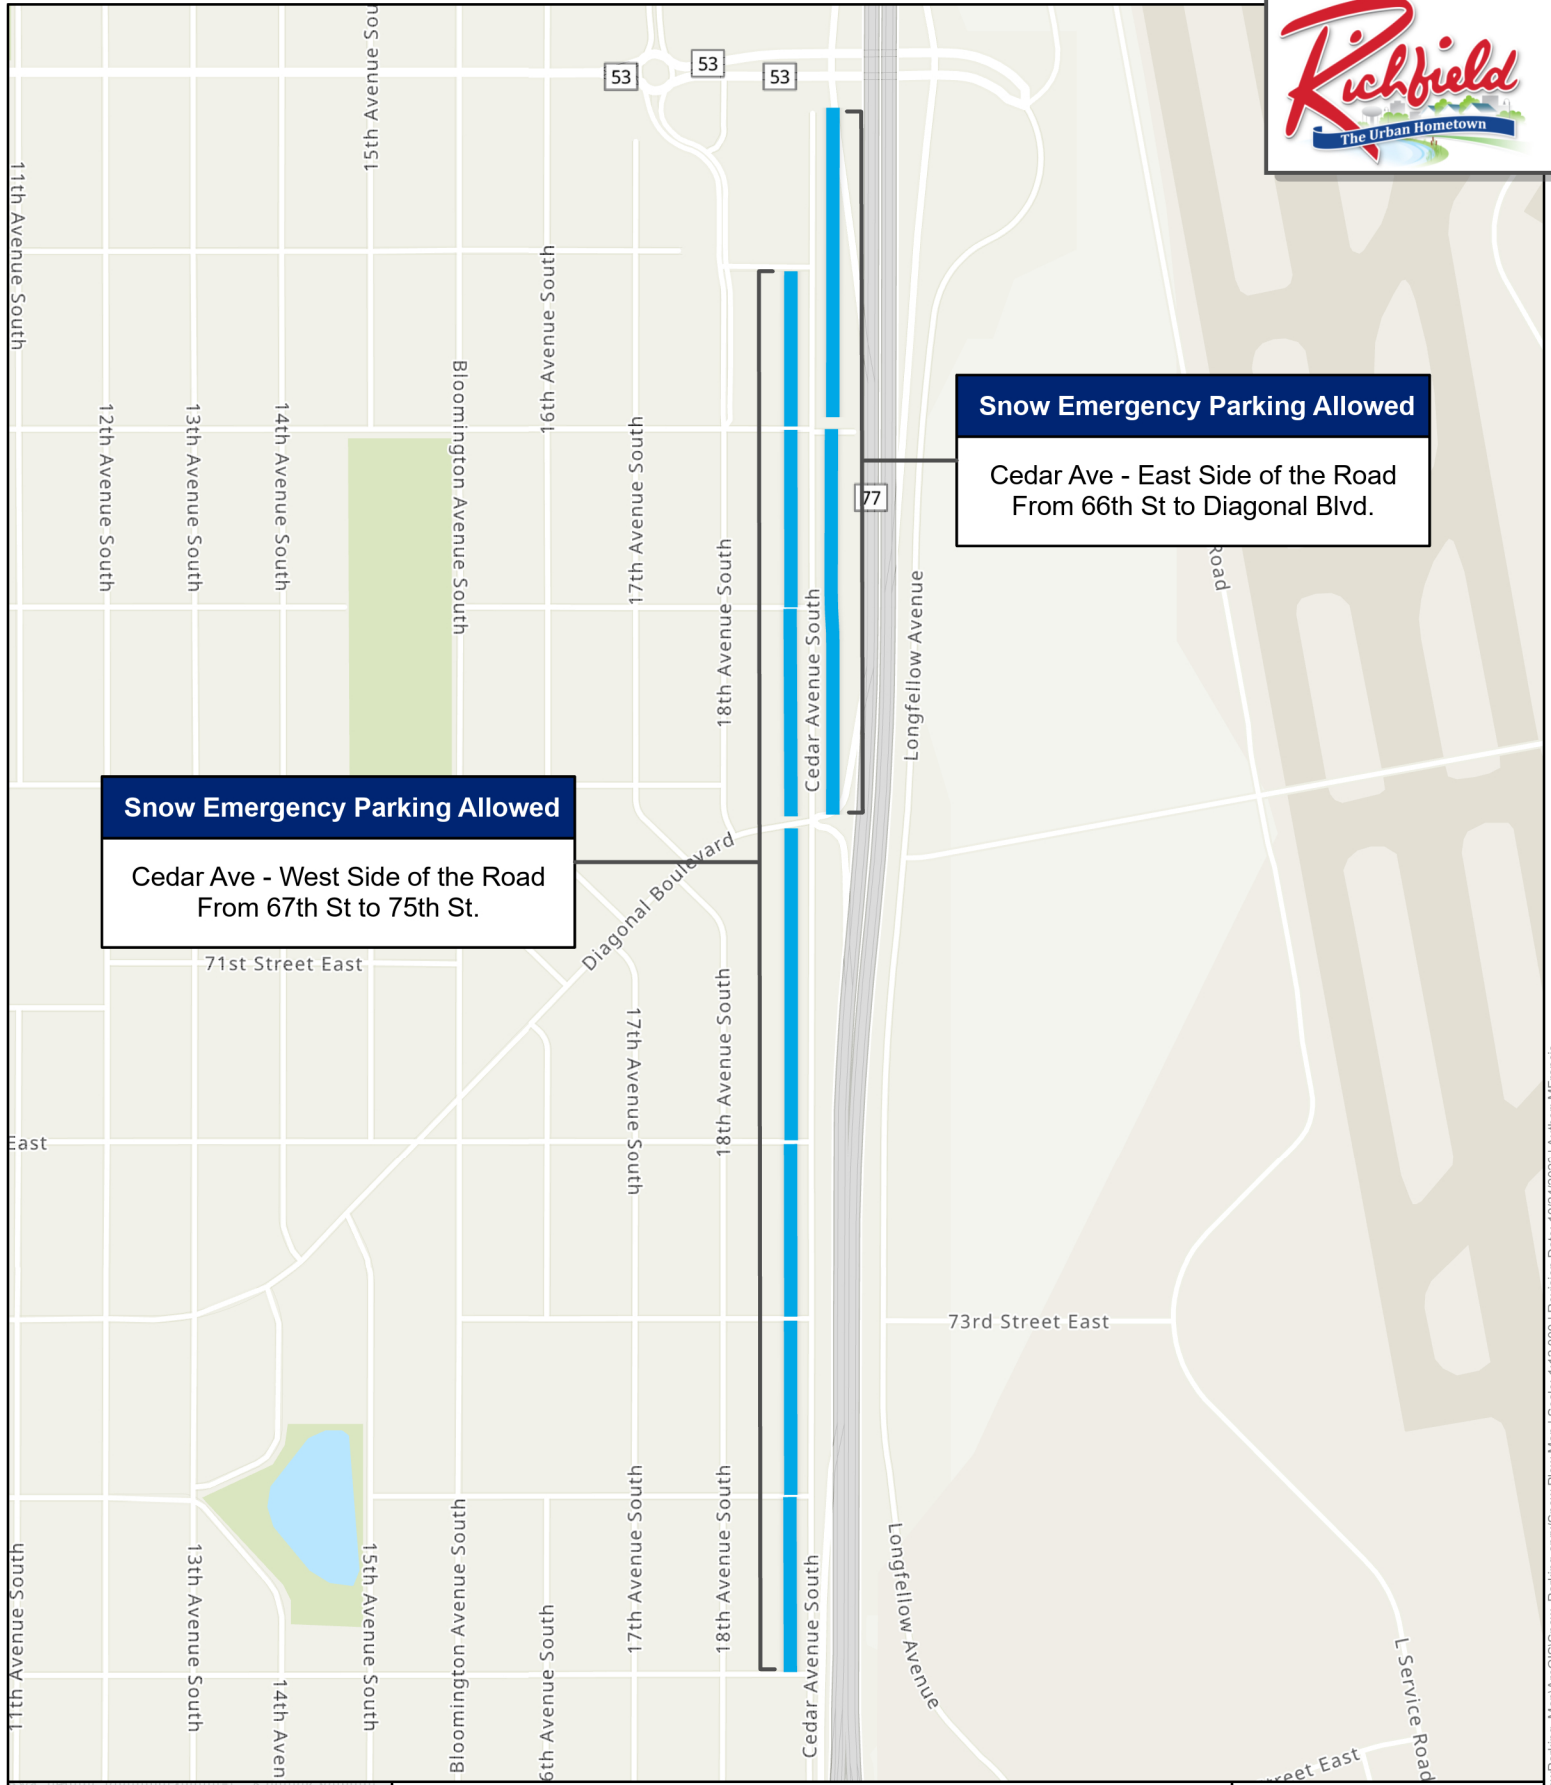 Richfield
The Urban Hometown
53
53
53
15th Avenue Sou
11th Avenue South
16th Avenue South
Bloomington Avenue South
12th Avenue South
13th Avenue South
14th Avenue South
17th Avenue South
18th Avenue South
Cedar Avenue South
Longfellow Avenue
77
Road
Snow Emergency Parking Allowed
Cedar Ave - East Side of the Road
From 66th St to Diagonal Blvd.
Snow Emergency Parking Allowed
Cedar Ave - West Side of the Road
From 67th St to 75th St.
Diagonal Boulevard
71st Street East
17th Avenue South
18th Avenue South
East
73rd Street East
11th Avenue South
13th Avenue South
14th Aven
15th Avenue South
Bloomington Avenue South
6th Avenue South
17th Avenue South
18th Avenue South
Cedar Avenue South
Longfellow Avenue
L Service Road
reet East